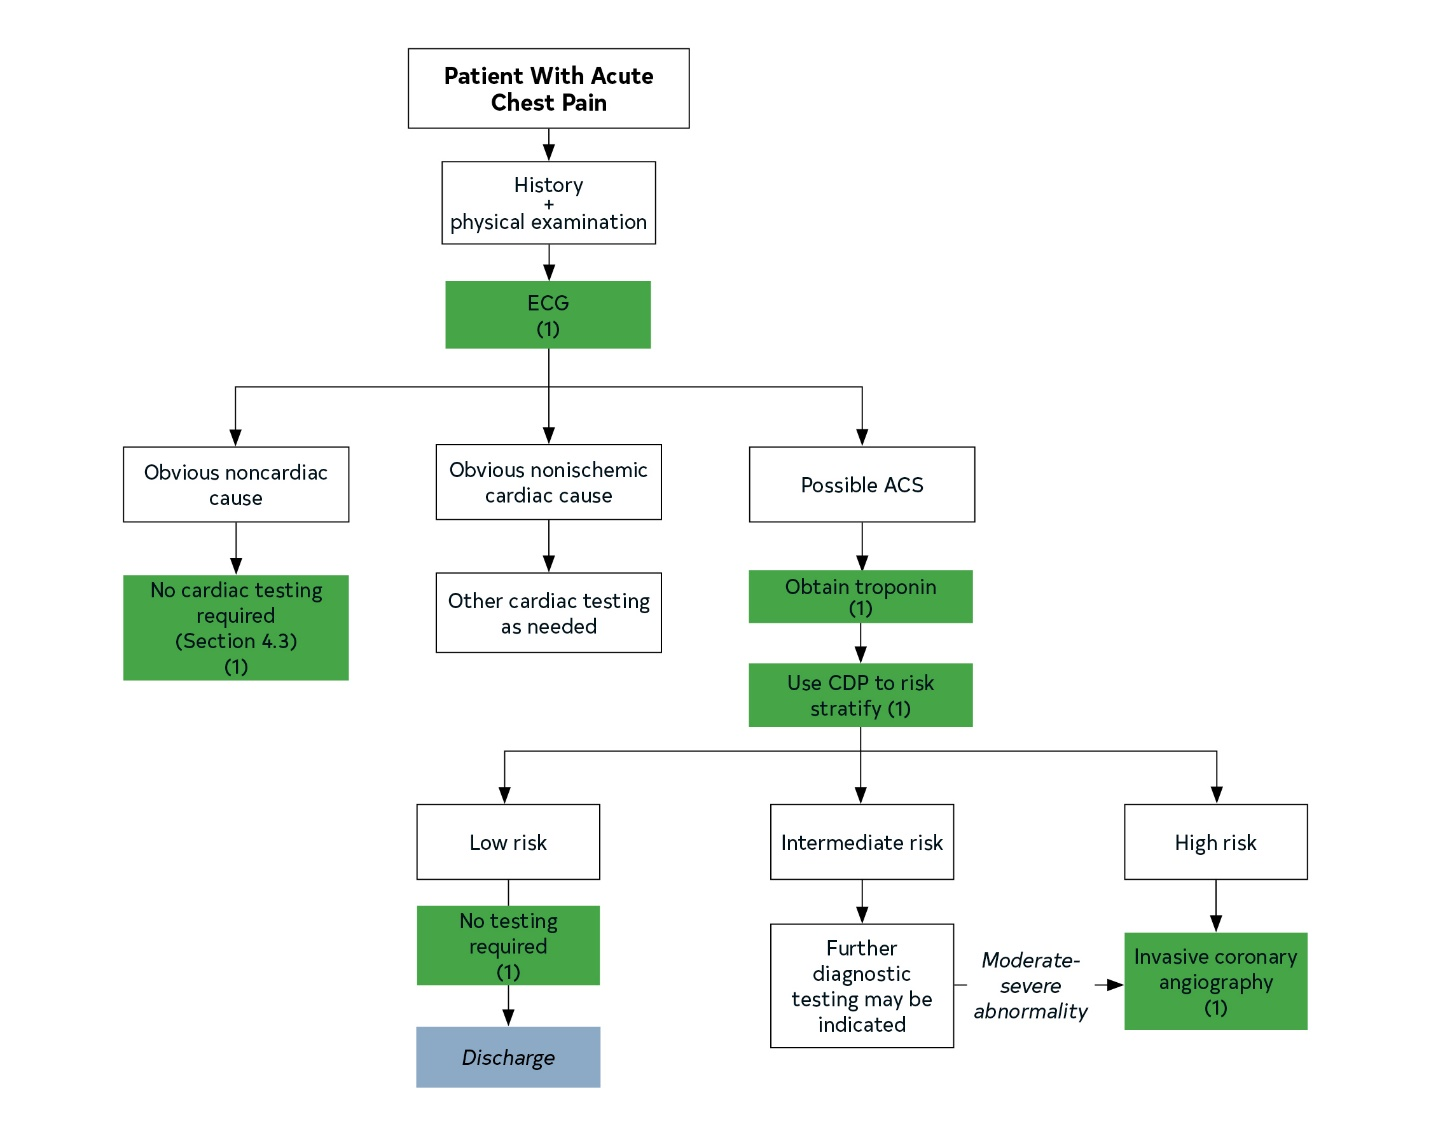 Patient With Acute
Chest Pain
History
+
physical examination
ECG
(1)
Obvious noncardiac
cause
Obvious nonischemic
cardiac cause
Possible ACS
No cardiac testing
required
(Section 4.3)
(1)
Other cardiac testing
as needed
Obtain troponin
(1)
Use CDP to risk
stratify (1)
Low risk
Intermediate risk
High risk
No testing
required
(1)
Further
diagnostic
testing may be
indicated
Moderate-
severe
abnormality
Invasive coronary
angiography
(1)
Discharge